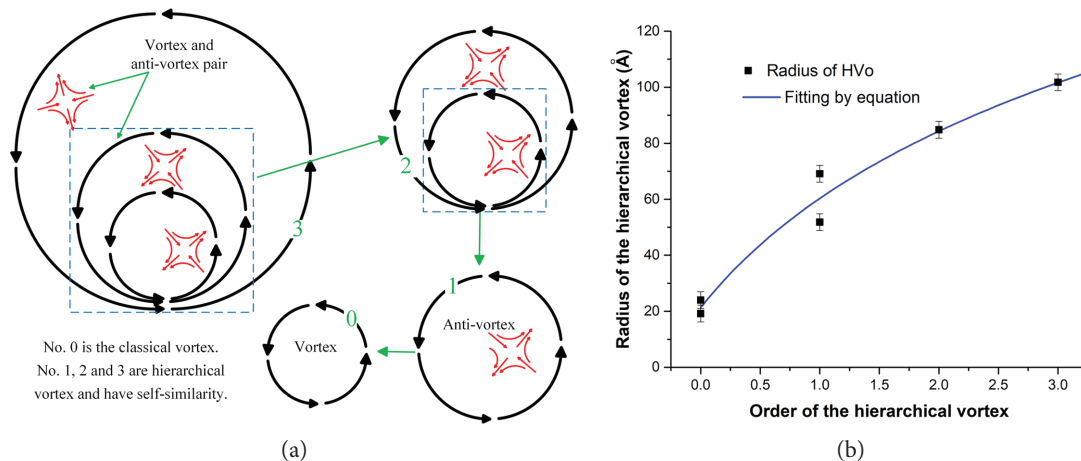 Vortex and
anti-vortex pair
3
2
1
Anti-vortex
0
Vortex
No. 0 is the classical vortex.
No. 1, 2 and 3 are hierarchical
vortex and have self-similarity.
(a)
Radius of the hierarchical vortex (Å)
120
100
80
60
40
20
0
Radius of HVo
Fitting by equation
0.0 0.5 1.0 1.5 2.0 2.5 3.0
Order of the hierarchical vortex
(b)